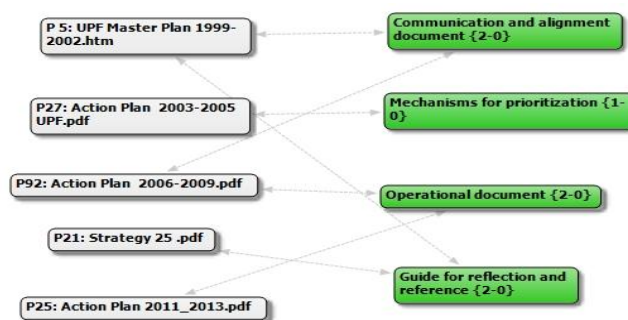 P 5: UPF Master Plan 1999-
2002.htm
Communication and alignment
document {2-0}
P27: Action Plan 2003-2005
UPF.pdf
Mechanisms for prioritization {1-
0}
P92: Action Plan 2006-2009.pdf
Operational document {2-0}
P21: Strategy 25 .pdf
Guide for reflection and
reference {2-0}
P25: Action Plan 2011_2013.pdf